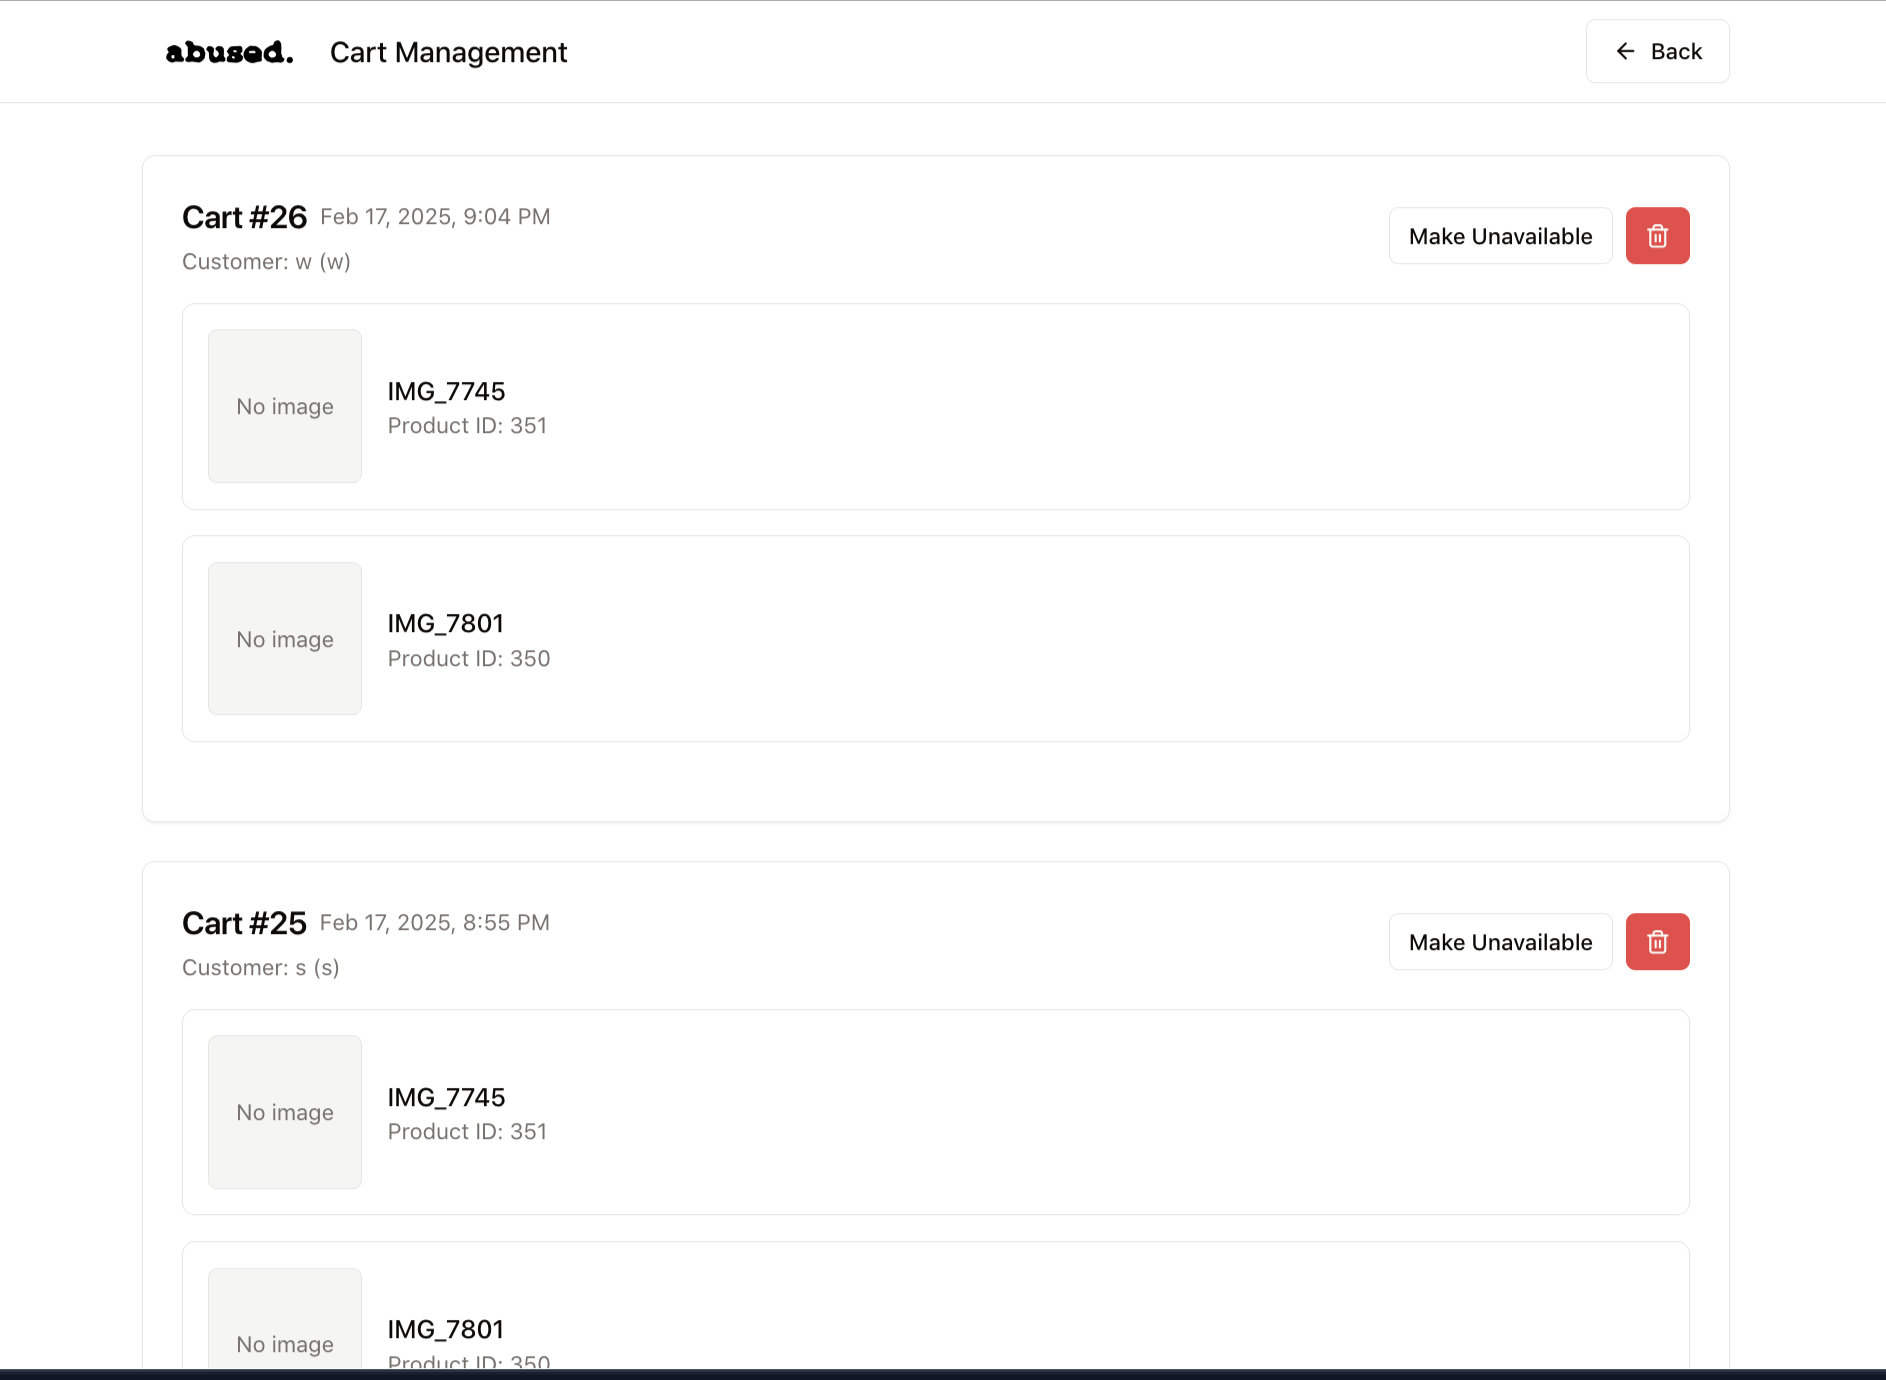 abused. Cart Management
Back
Cart #26 Feb 17, 2025, 9:04 PM
Customer: w (w)
Make Unavailable
No image
IMG_7745
Product ID: 351
No image
IMG_7801
Product ID: 350
Cart #25 Feb 17, 2025, 8:55 PM
Customer: s (s)
Make Unavailable
No image
IMG_7745
Product ID: 351
No image
IMG_7801
Product ID: 350